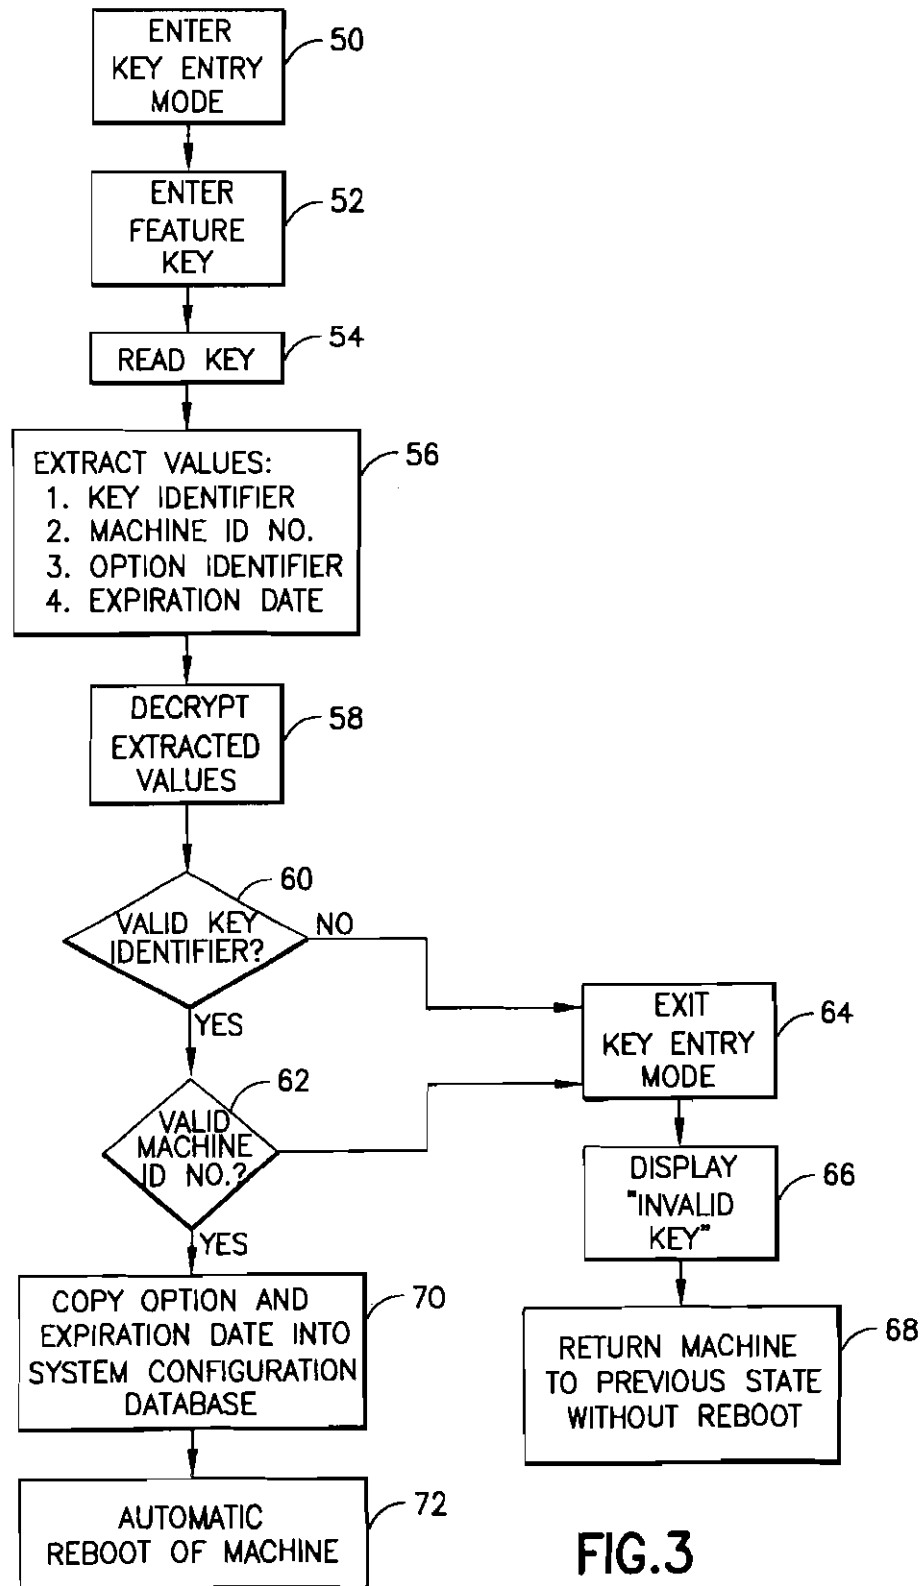 ENTER
KEY ENTRY
MODE
50
ENTER
FEATURE
KEY
52
READ KEY
54
EXTRACT VALUES:
1. KEY IDENTIFIER
2. MACHINE ID NO.
3. OPTION IDENTIFIER
4. EXPIRATION DATE
56
DECRYPT
EXTRACTED
VALUES
58
VALID KEY
IDENTIFIER?
60
NO
YES
VALID
MACHINE
ID NO.?
62
YES
EXIT
KEY ENTRY
MODE
64
DISPLAY
"INVALID
KEY"
66
RETURN MACHINE
TO PREVIOUS STATE
WITHOUT REBOOT
68
COPY OPTION AND
EXPIRATION DATE INTO
SYSTEM CONFIGURATION
DATABASE
70
AUTOMATIC
REBOOT OF MACHINE
72
FIG.3